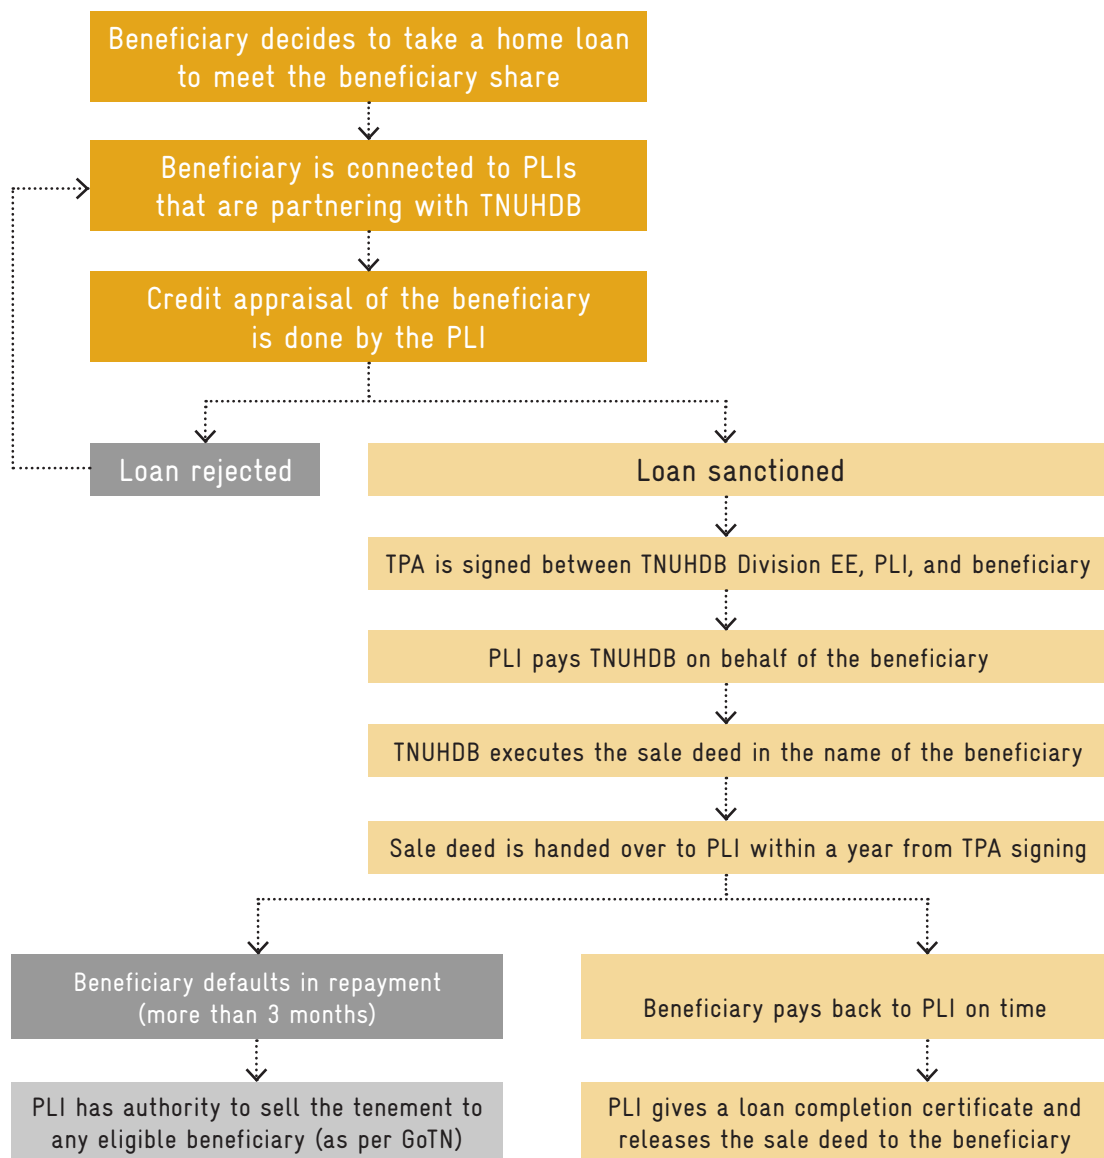 Beneficiary decides to take a home loan
to meet the beneficiary share
Beneficiary is connected to PLIs
that are partnering with TNUHDB
Credit appraisal of the beneficiary
is done by the PLI
Loan rejected
Loan sanctioned
TPA is signed between TNUHDB Division EE, PLI, and beneficiary
PLI pays TNUHDB on behalf of the beneficiary
TNUHDB executes the sale deed in the name of the beneficiary
Sale deed is handed over to PLI within a year from TPA signing
Beneficiary defaults in repayment
(more than 3 months)
Beneficiary pays back to PLI on time
PLI has authority to sell the tenement to
any eligible beneficiary (as per GoTN)
PLI gives a loan completion certificate and
releases the sale deed to the beneficiary